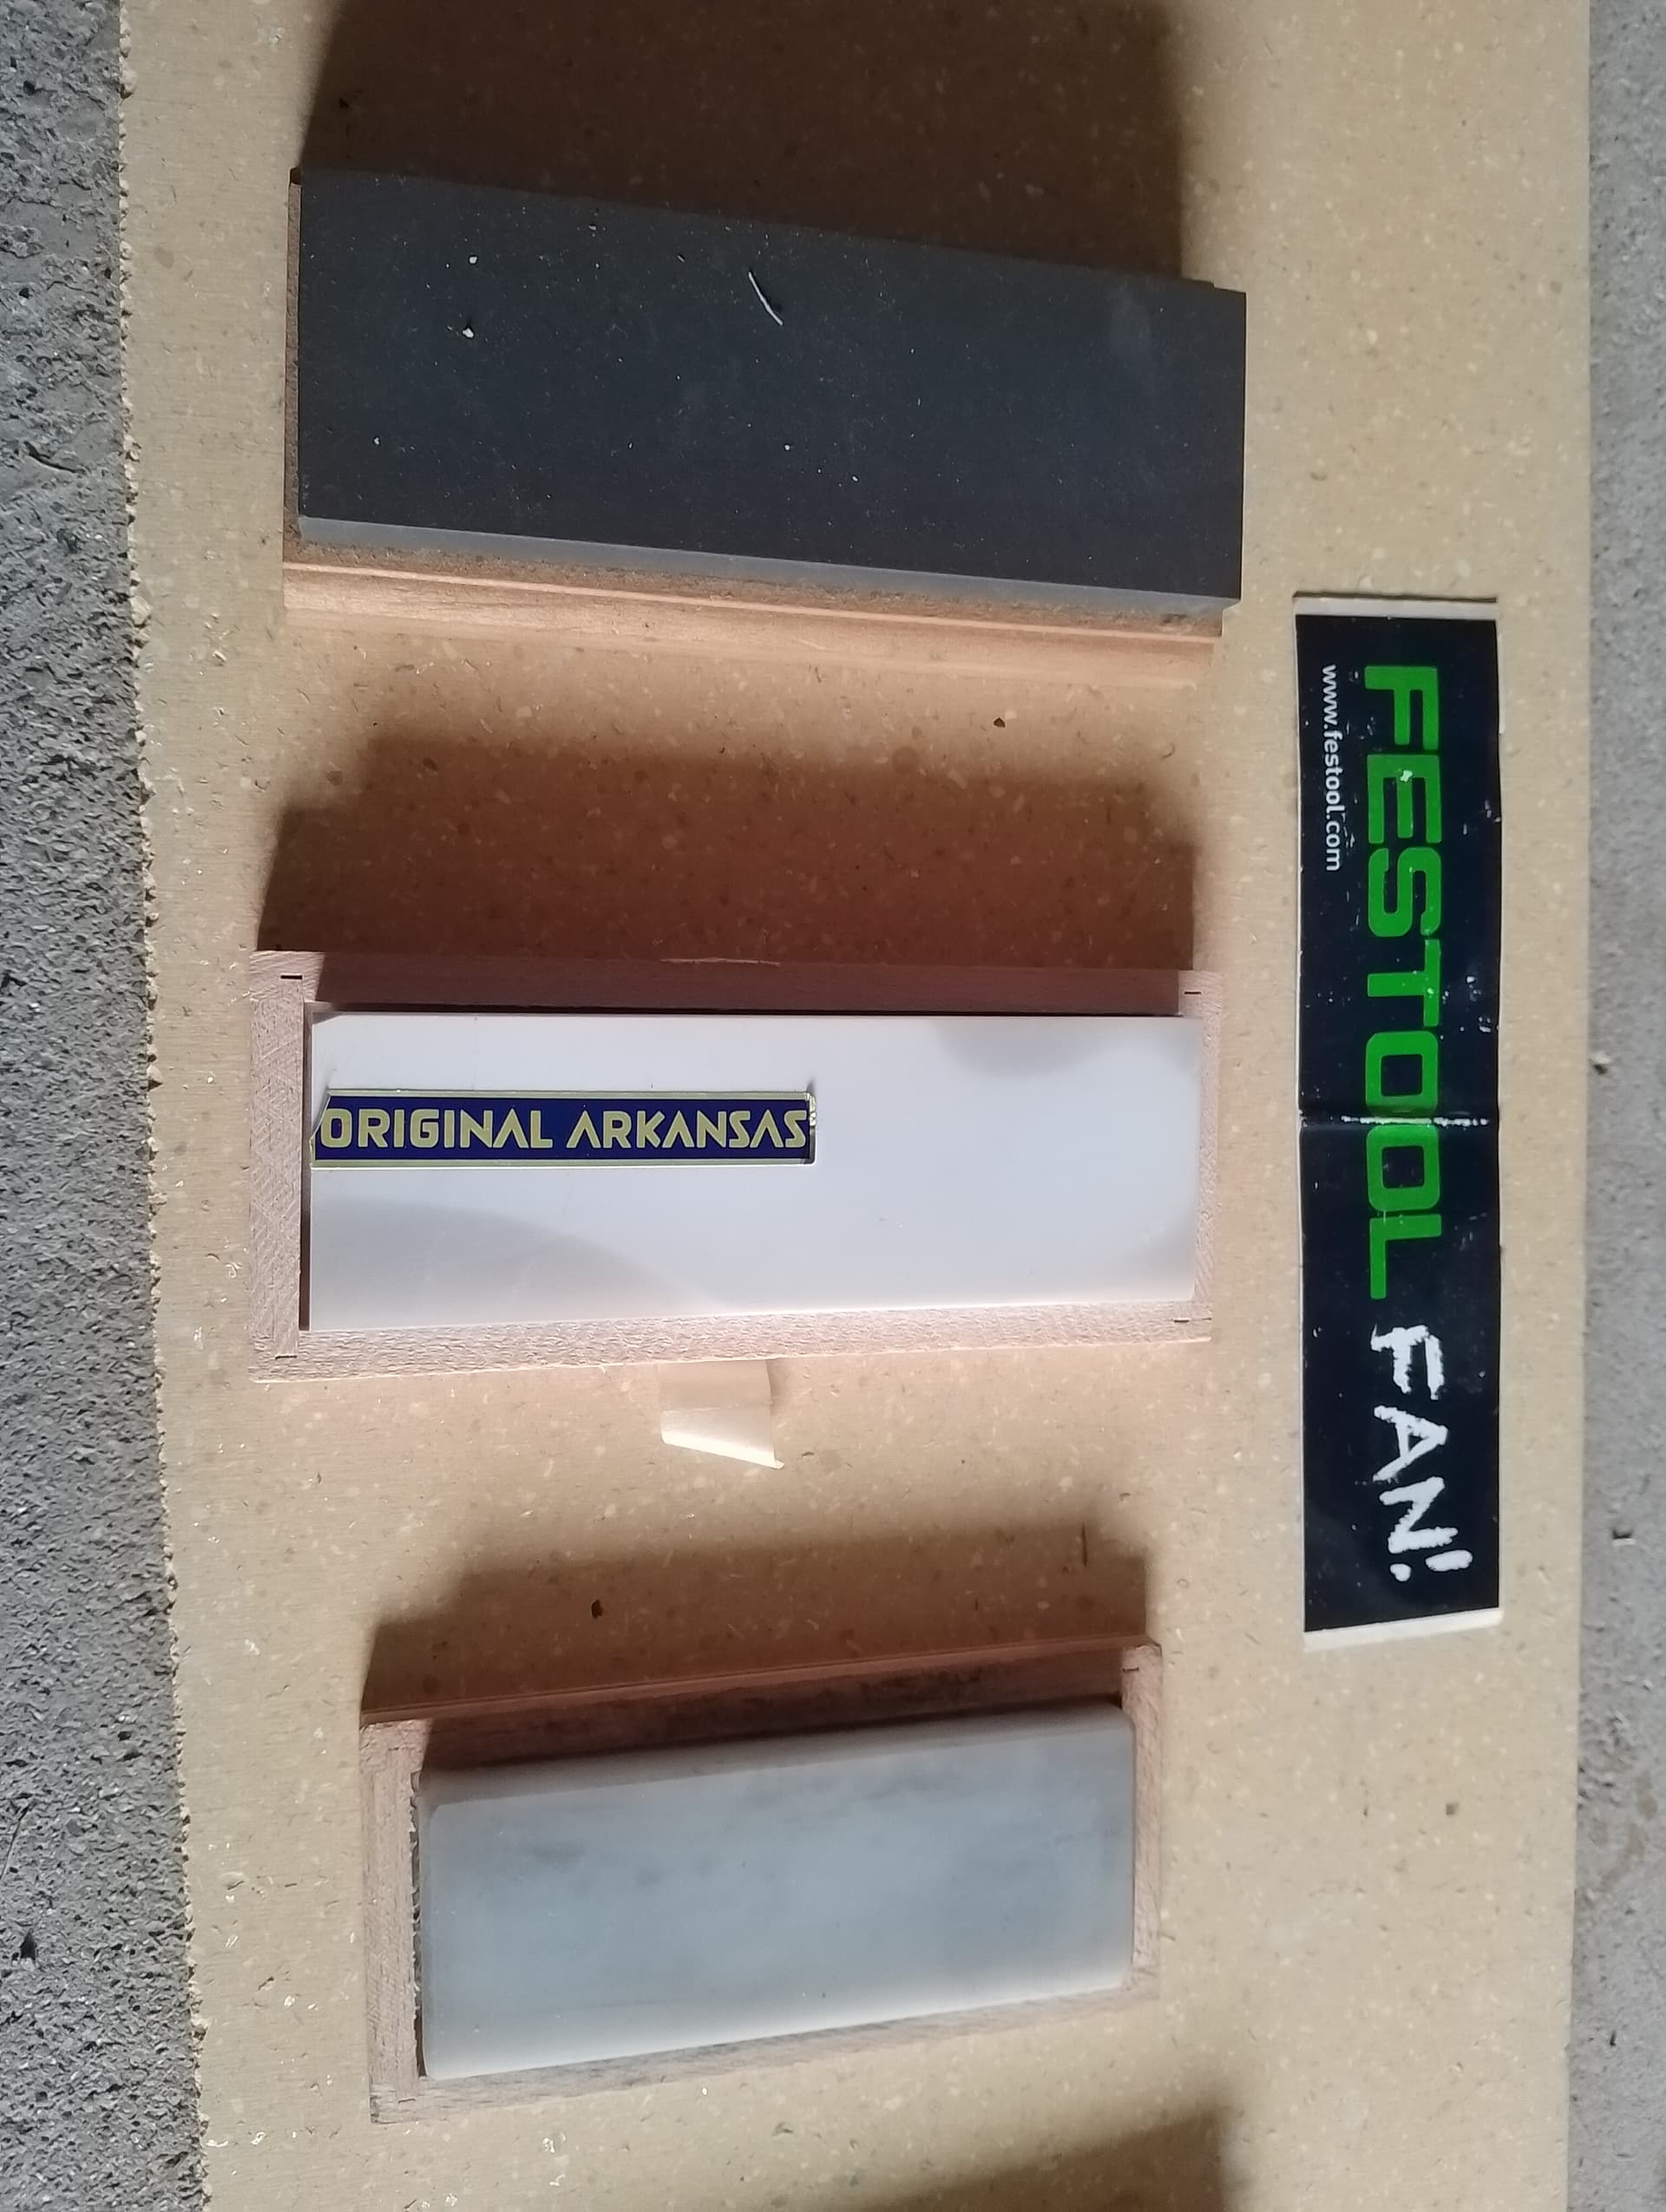 ORIGINAL ARKANSAS
FESTOOL FAN!
www.festool.com